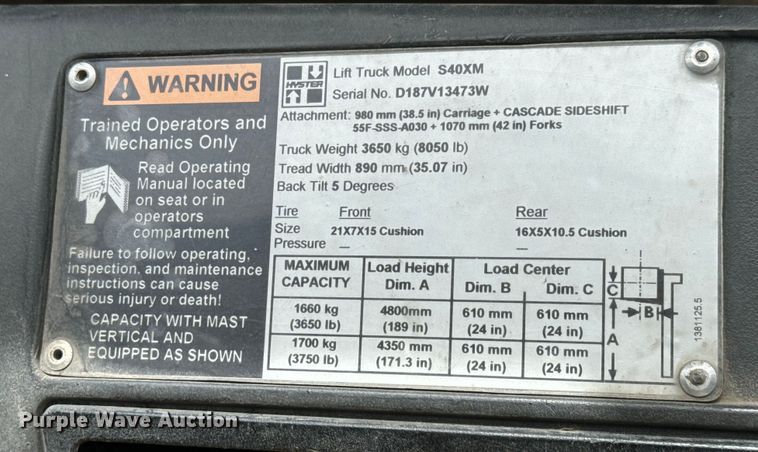 WARNING
Trained Operators and
Mechanics Only
Read Operating
Manual located
on seat or in
operators
compartment
Failure to follow operating,
inspection, and maintenance
instructions can cause
serious injury or death!
CAPACITY WITH MAST
VERTICAL AND
EQUIPPED AS SHOWN
HYSTER
Lift Truck Model S40XM
Serial No. D187V13473W
Attachment: 980 mm (38.5 in) Carriage + CASCADE SIDESHIFT
55F-SSS-A030 + 1070 mm (42 in) Forks
Truck Weight 3650 kg (8050 lb)
Tread Width 890 mm (35.07 in)
Back Tilt 5 Degrees
Tire Front Rear
Size 21X7X15 Cushion 16X5X10.5 Cushion
Pressure — —
MAXIMUM CAPACITY Load Height Dim. A Load Center Dim. B Dim. C
1660 kg 4800mm 610 mm 610 mm
(3650 lb) (189 in) (24 in) (24 in)
1700 kg 4350 mm 610 mm 610 mm
(3750 lb) (171.3 in) (24 in) (24 in)
C
B
A
1381125.5
Purple Wave Auction